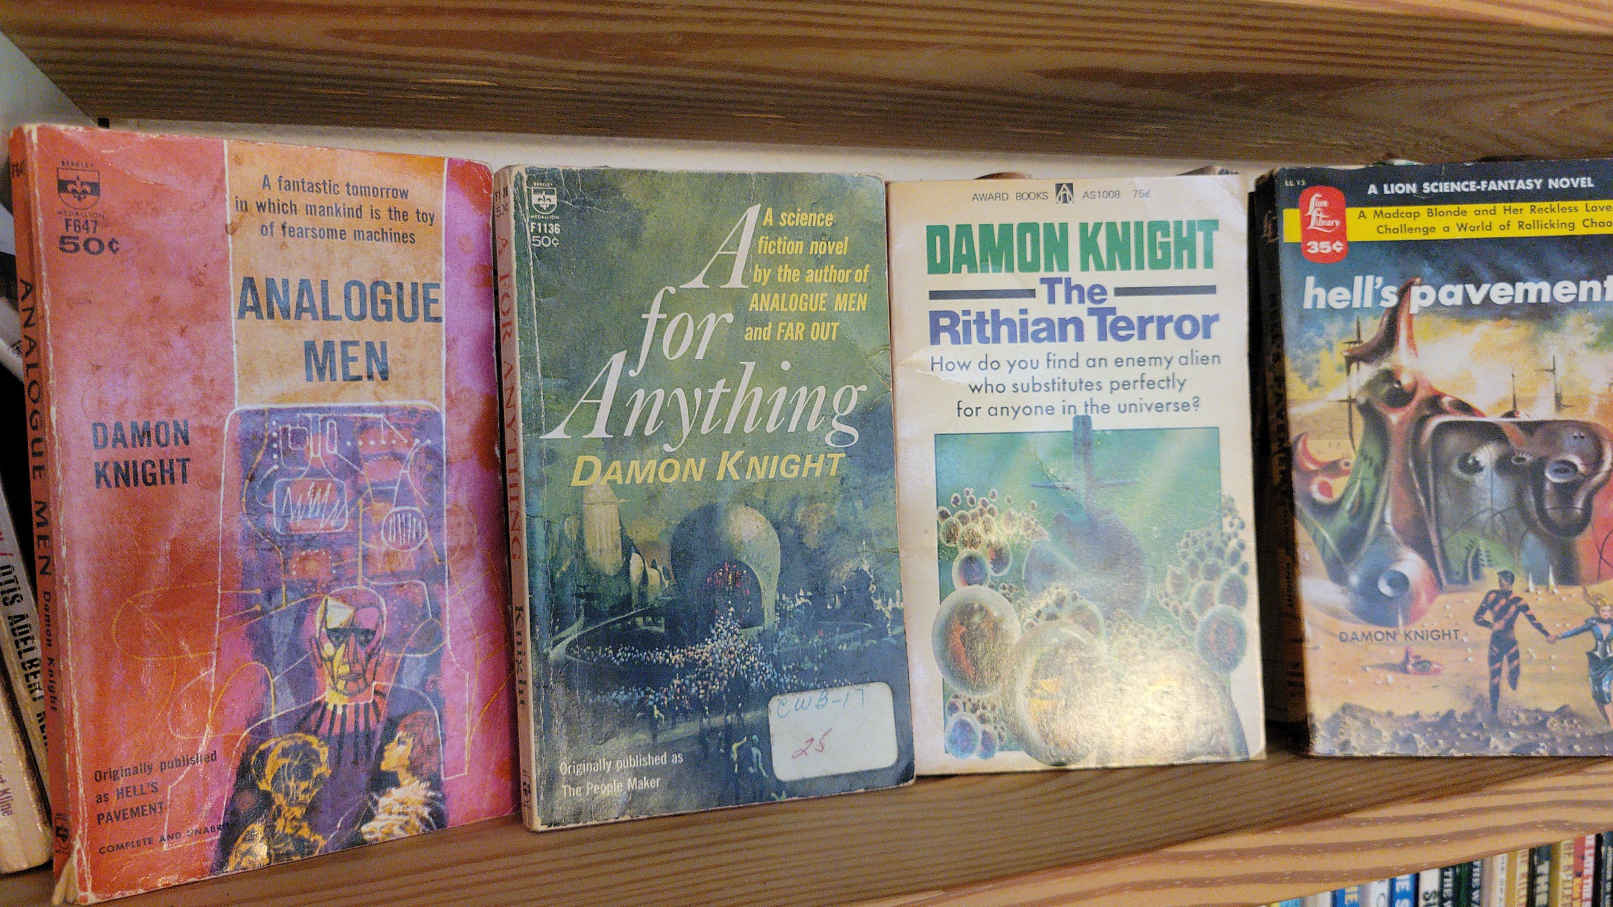 BERKLEY
MEDALLION
F647
50¢
A fantastic tomorrow
in which mankind is the toy
of fearsome machines
ANALOGUE
MEN
DAMON
KNIGHT
Originally published
as HELL'S
PAVEMENT
COMPLETE AND UNABR
ANALOGUE MEN Damon Knight
OTIS ADELBERT
Kline
BERKLEY
MEDALLION
F1136
50¢
A science
fiction novel
by the author of
ANALOGUE MEN
and FAR OUT
A
for
Anything
DAMON KNIGHT
CWB-17
25
Originally published as
The People Maker
A FOR ANYTHING
Knight
AWARD BOOKS A AS1008 75¢
DAMON KNIGHT
The
Rithian Terror
How do you find an enemy alien
who substitutes perfectly
for anyone in the universe?
A LION SCIENCE-FANTASY NOVEL
Lion
Library
35¢
A Madcap Blonde and Her Reckless Love
Challenge a World of Rollicking Chao
hell's pavement
DAMON KNIGHT